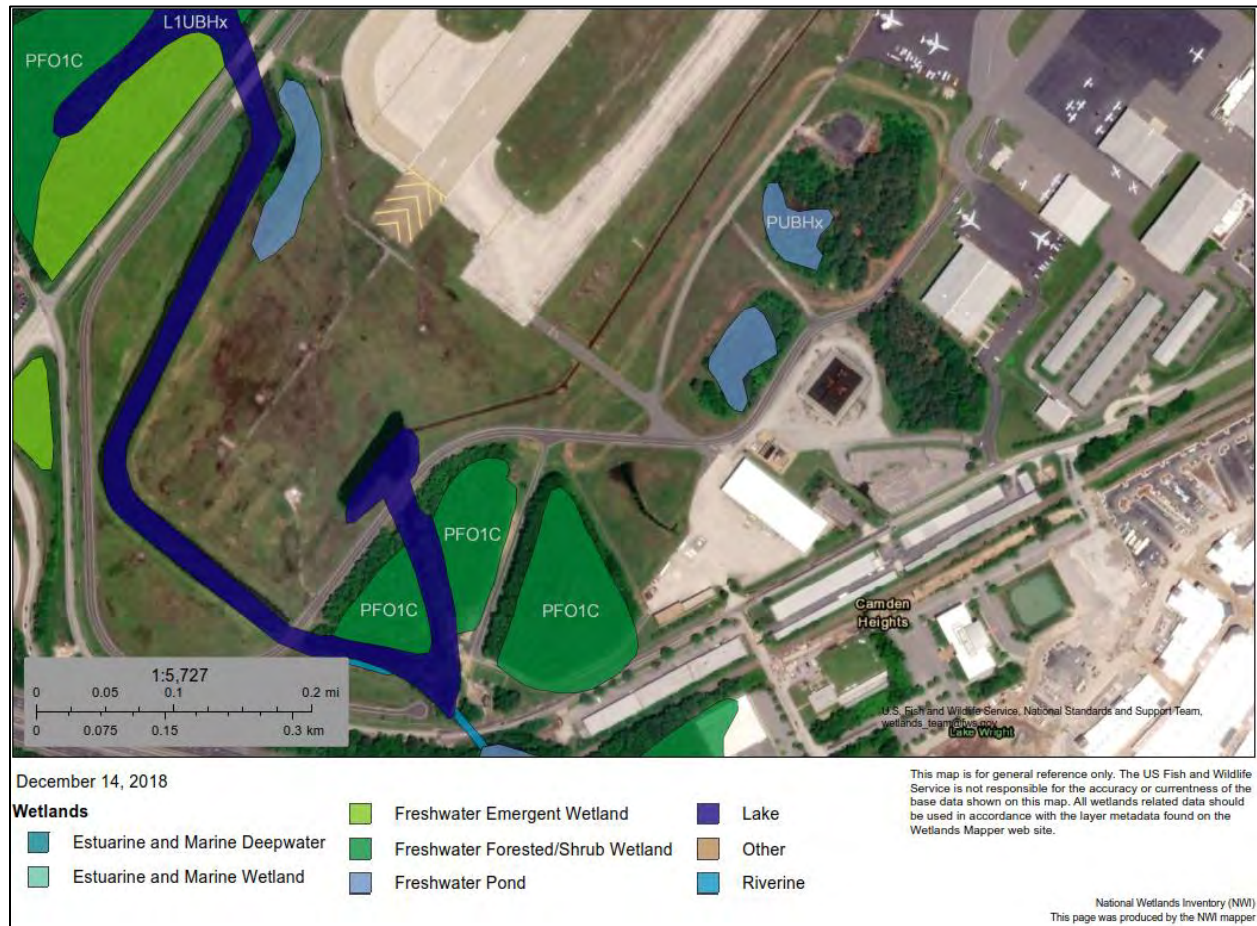 L1UBHx
PFO1C
PUBHx
PFO1C
PFO1C
PFO1C
Camden
Heights
1:5,727
0 0.05 0.1 0.2 mi
0 0.075 0.15 0.3 km
U.S. Fish and Wildlife Service, National Standards and Support Team,
wetlands_team@fws.gov
Lake Wright
December 14, 2018
Wetlands
Estuarine and Marine Deepwater
Estuarine and Marine Wetland
Freshwater Emergent Wetland
Freshwater Forested/Shrub Wetland
Freshwater Pond
Lake
Other
Riverine
This map is for general reference only. The US Fish and Wildlife
Service is not responsible for the accuracy or currentness of the
base data shown on this map. All wetlands related data should
be used in accordance with the layer metadata found on the
Wetlands Mapper web site.
National Wetlands Inventory (NWI)
This page was produced by the NWI mapper